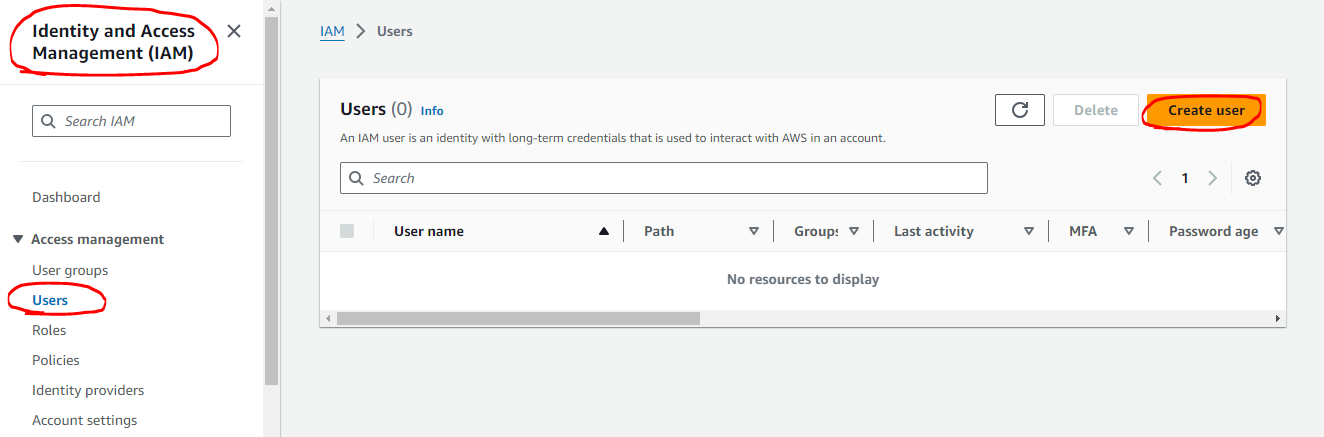 Identity and Access
Management (IAM)
Search IAM
Dashboard
Access management
User groups
Users
Roles
Policies
Identity providers
Account settings
IAM > Users
Users (0) Info
Delete
Create user
An IAM user is an identity with long-term credentials that is used to interact with AWS in an account.
Search
1
User name
Path
Groups
Last activity
MFA
Password age
No resources to display